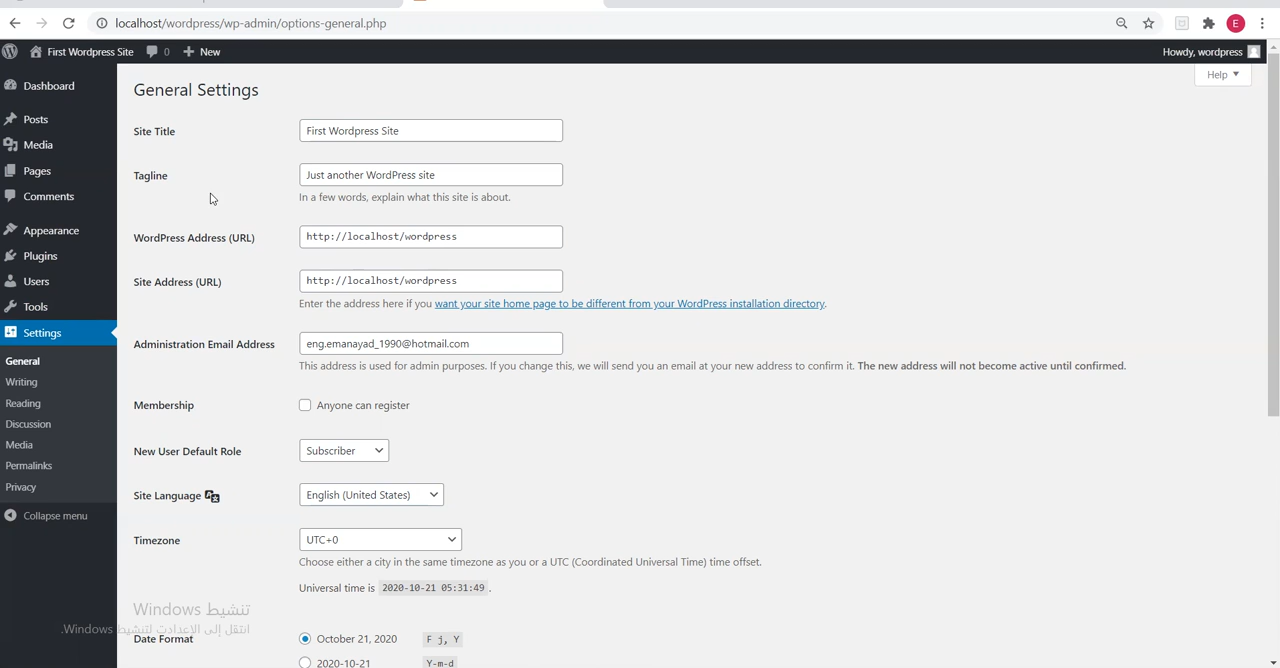 localhost/wordpress/wp-admin/options-general.php
E
First Wordpress Site 0 New
Howdy, wordpress
Help
Dashboard
Posts
Media
Pages
Comments
Appearance
Plugins
Users
Tools
Settings
General
Writing
Reading
Discussion
Media
Permalinks
Privacy
Collapse menu
General Settings
Site Title First Wordpress Site
Tagline Just another WordPress site
In a few words, explain what this site is about.
WordPress Address (URL) http://localhost/wordpress
Site Address (URL) http://localhost/wordpress
Enter the address here if you want your site home page to be different from your WordPress installation directory.
Administration Email Address eng.emanayad_1990@hotmail.com
This address is used for admin purposes. If you change this, we will send you an email at your new address to confirm it. The new address will not become active until confirmed.
Membership Anyone can register
New User Default Role Subscriber
Site Language English (United States)
Timezone UTC+0
Choose either a city in the same timezone as you or a UTC (Coordinated Universal Time) time offset.
Universal time is 2020-10-21 05:31:49 .
تنشيط Windows
انتقل إلى الإعدادت لتنشيط Windows.
Date Format October 21, 2020 F j, Y
2020-10-21 Y-m-d